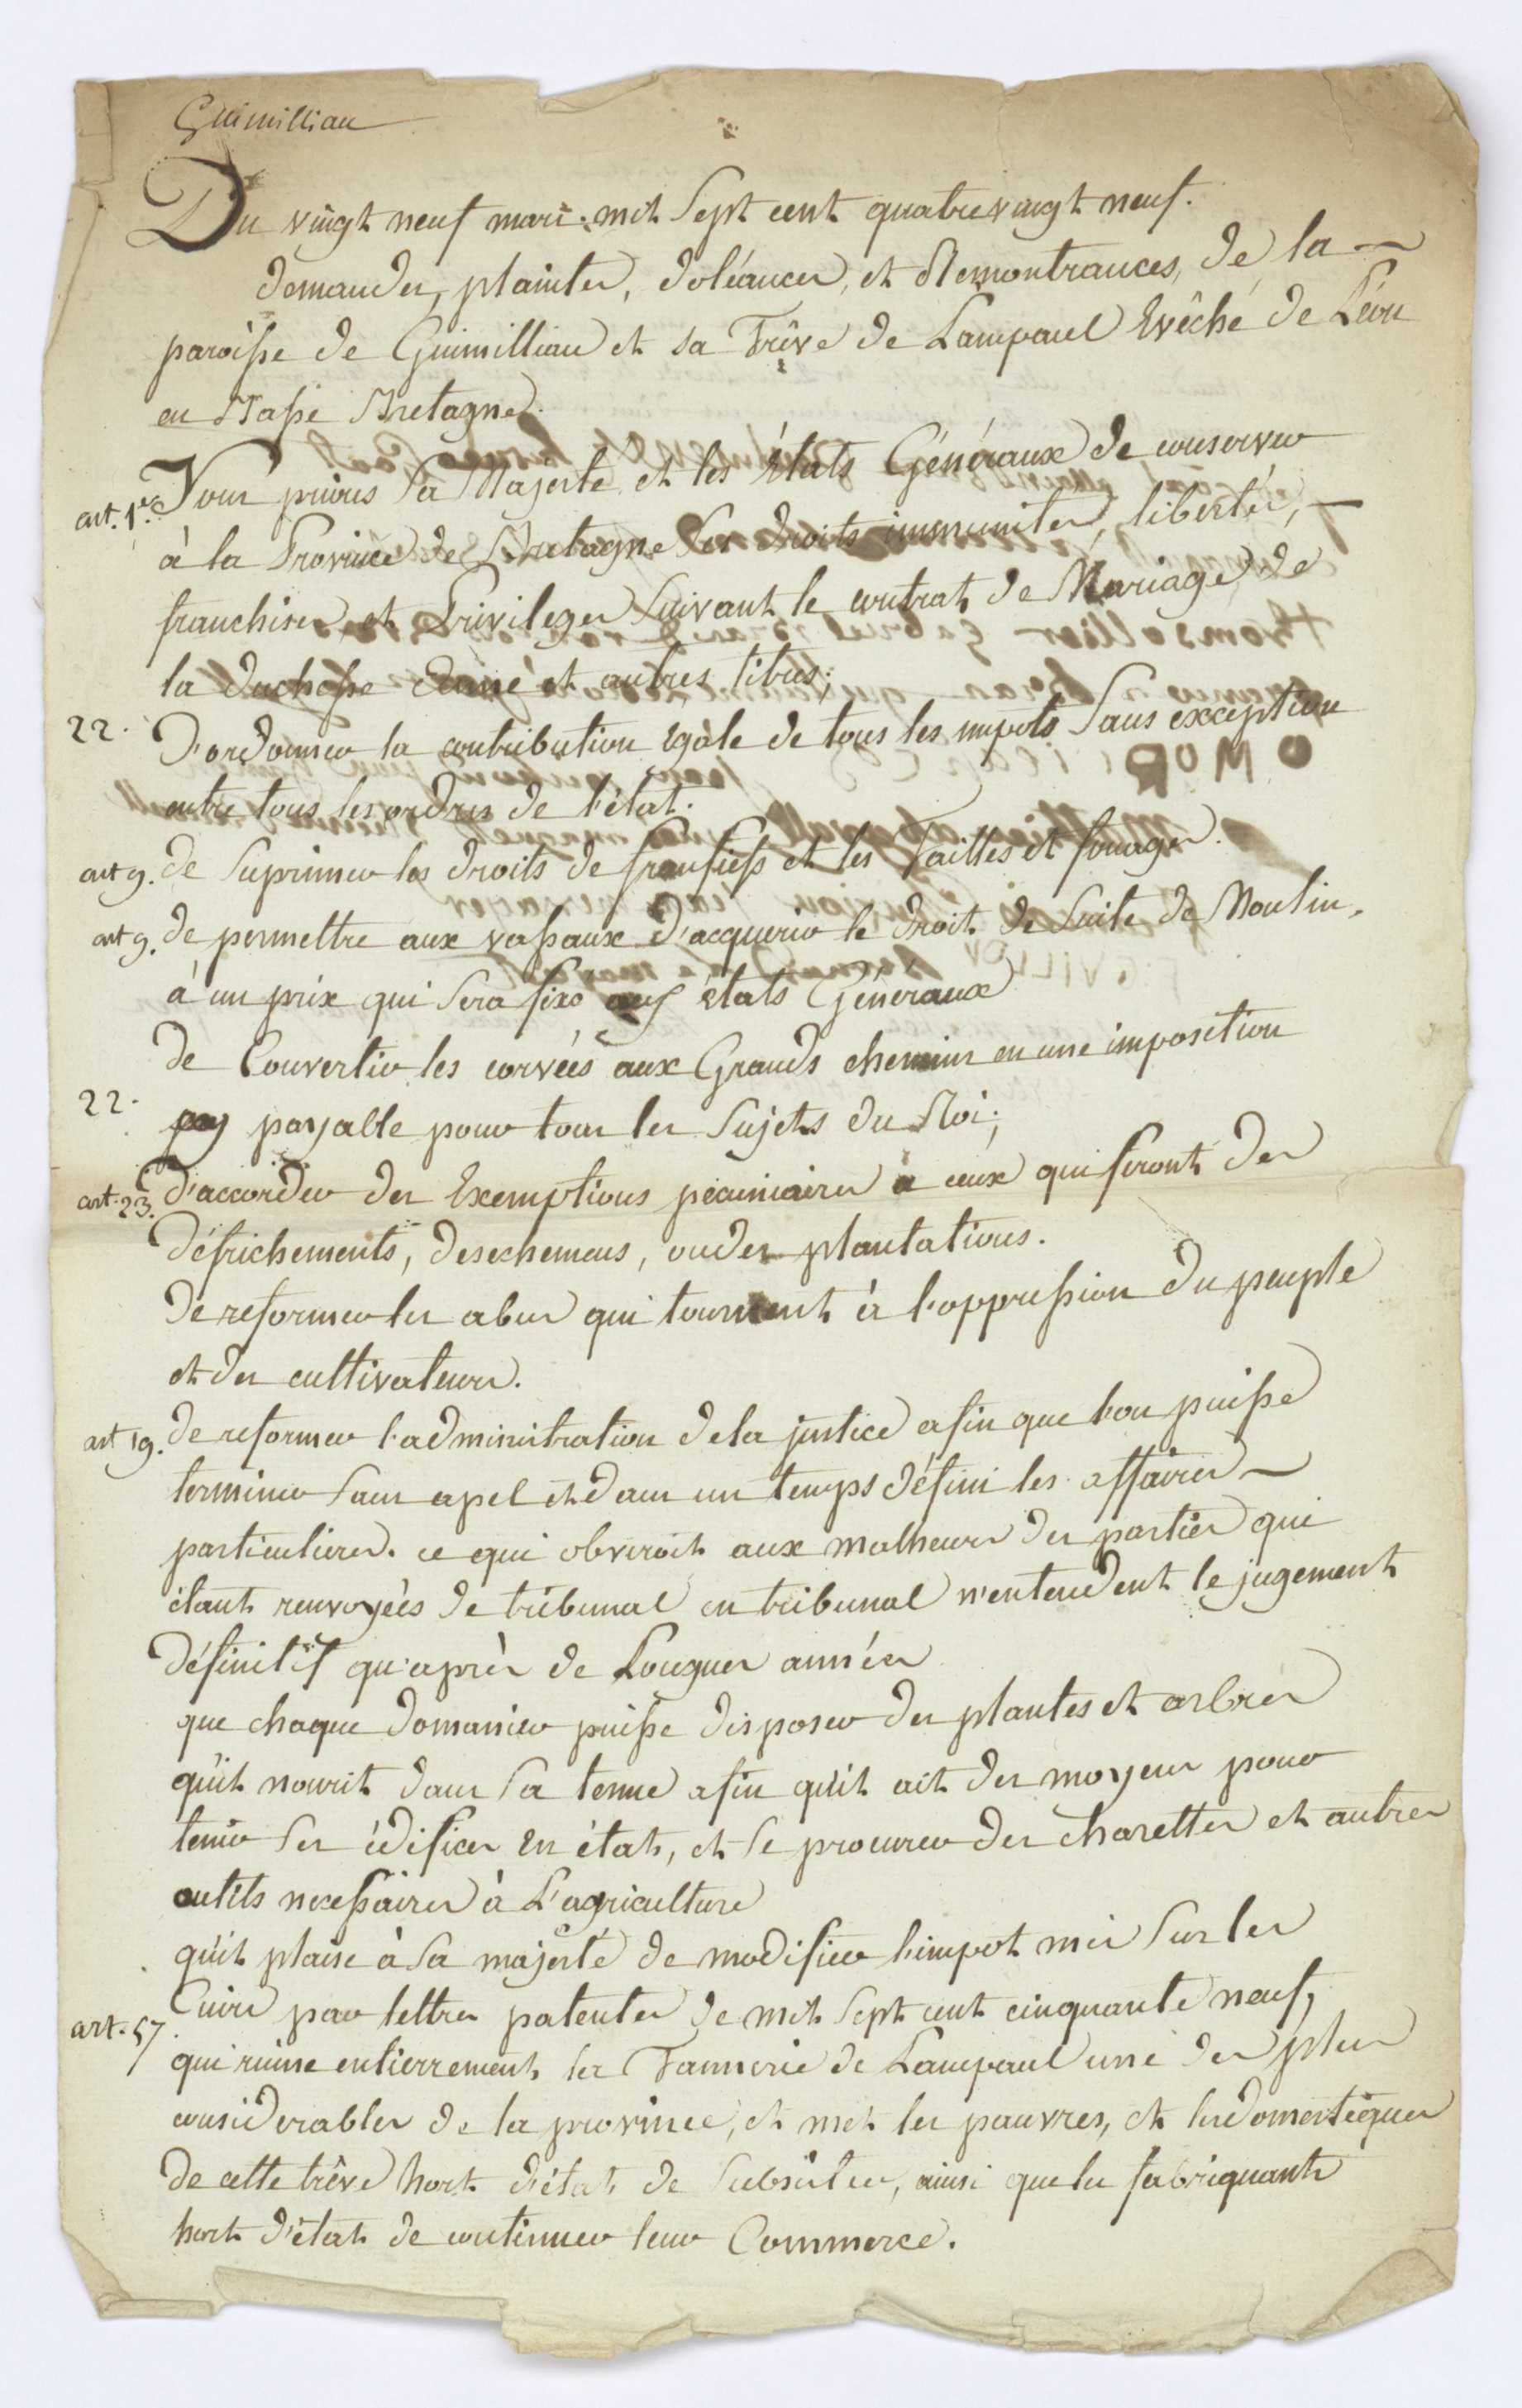 Guimilliau
Du vingt neuf mars mil sept cent quatrevingt neuf.
demandes, plaintes, doléances, et Remontrances, de la
paroisse de Guimilliau et sa Trêve de Lampaul Evêché de Léon
en Basse Bretagne.
art. 1er Nous prions Sa Majesté et les états Généraux de conserver
à la Province de Bretagne ses droits immunités, libertés,
franchises et Privileges suivant le contrat de Mariage de
la duchesse Anne et autres titres;
22. D'ordonner la contribution egale de tous les impots sans exception
entre tous les ordres de l'état.
art 9. de suprimer les droits de franfiefs et les Tailles et fouages.
art 9. de permettre aux vassaux d'acquerir le droit de suite de Moulin,
à un prix qui sera fixé aux états Généraux
de Convertir les corvées aux Grands chemins en une imposition
22. payable pour tous les sujets du Roi;
art. 23. d'accorder des Exemptions pécuniaires à ceux qui feront des
défrichements, desechemens, ou des plantations.
de reformer les abus qui tournent à l'oppression du peuple
et des cultivateurs.
art 19. de reformer l'administration de la justice afin que l'on puisse
terminer sans apel et dans un temps défini les affaires
particulieres. ce qui obviroit aux malheurs des parties qui
étant renvoyées de tribunal en tribunal n'entendent le jugement
définitif qu'après de Longues années
que chaque domanier puisse disposer des plantes et arbres
qu'il nourit dans sa tenue afin qu'il ait des moyens pour
tenir ses édifices en état, et se procurer des charettes et autres
outils necessaires à L'agriculture
qu'il plaise à sa majesté de modifier l'impot mis sur les
art. 57. Cuirs par lettres patentes de mil sept cent cinquante neuf,
qui ruine entierrement les Tannerie de Lampaul une des plus
considerables de la province, et met les pauvres, et les domestiques
de cette trêve hort d'état de subsister, ainsi que les fabriquants
hort d'état de continuer leur Commerce.